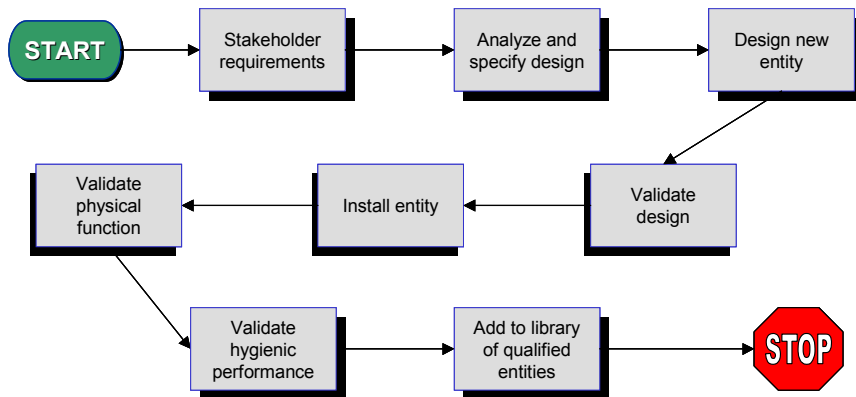 START
Stakeholder
requirements
Analyze and
specify design
Design new
entity
Validate
design
Install entity
Validate
physical
function
Validate
hygienic
performance
Add to library
of qualified
entities
STOP